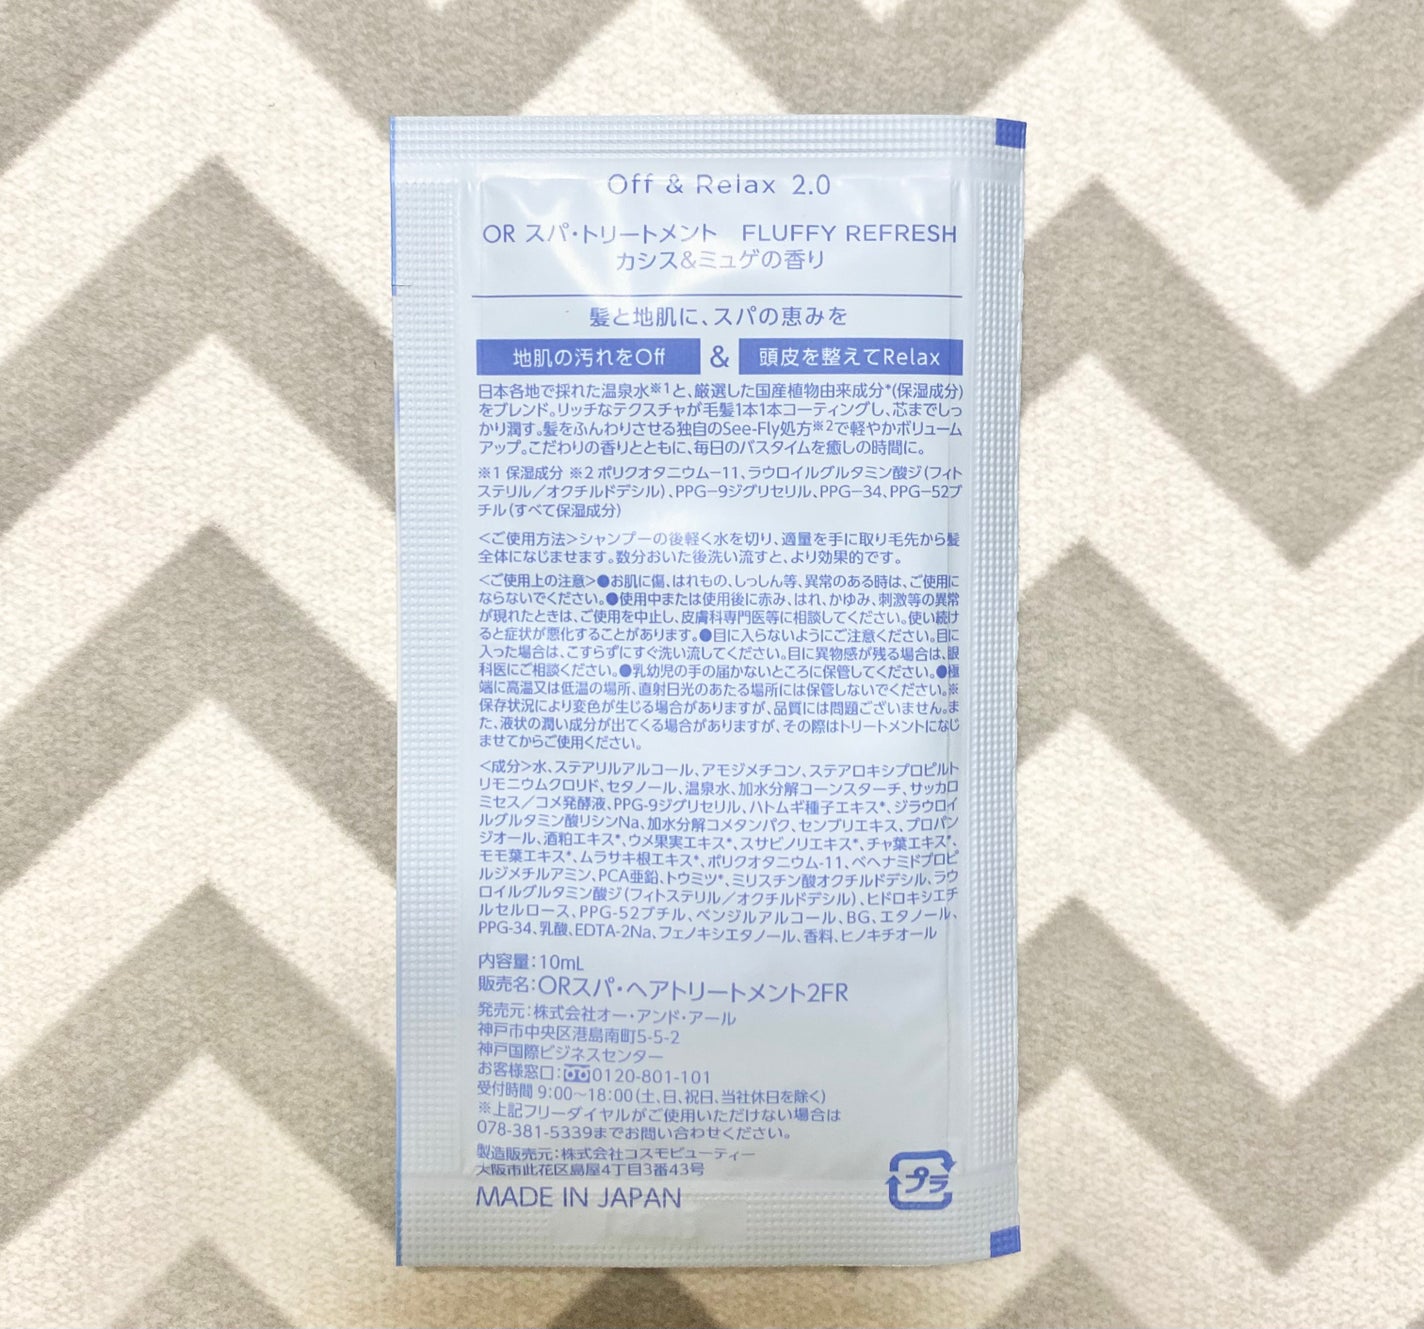 Off & Relax 2.0
OR スパ・トリートメント FLUFFY REFRESH
カシス&ミュゲの香り
髪と地肌に、スパの恵みを
地肌の汚れをOff & 頭皮を整えてRelax
日本各地で採れた温泉水※1と、厳選した国産植物由来成分*(保湿成分)
をブレンド。リッチなテクスチャが毛髪1本1本コーティングし、芯までしっ
かり潤す。髪をふんわりさせる独自のSee-Fly処方※2で軽やかボリューム
アップ。こだわりの香りとともに、毎日のバスタイムを癒しの時間に。
※1 保湿成分 ※2 ポリクオタニウム−11、ラウロイルグルタミン酸ジ(フィト
ステリル/オクチルドデシル)、PPG−9ジグリセリル、PPG−34、PPG−52ブ
チル(すべて保湿成分)
<ご使用方法>シャンプーの後軽く水を切り、適量を手に取り毛先から髪
全体になじませます。数分おいた後洗い流すと、より効果的です。
<ご使用上の注意>●お肌に傷、はれもの、しっしん等、異常のある時は、ご使用に
ならないでください。●使用中または使用後に赤み、はれ、かゆみ、刺激等の異常
が現れたときは、ご使用を中止し、皮膚科専門医等に相談してください。使い続け
ると症状が悪化することがあります。●目に入らないようにご注意ください。目に
入った場合は、こすらずにすぐ洗い流してください。目に異物感が残る場合は、眼
科医にご相談ください。●乳幼児の手の届かないところに保管してください。●極
端に高温又は低温の場所、直射日光のあたる場所には保管しないでください。※
保存状況により変色が生じる場合がありますが、品質には問題ございません。ま
た、液状の潤い成分が出てくる場合がありますが、その際はトリートメントになじ
ませてからご使用ください。
<成分>水、ステアリルアルコール、アモジメチコン、ステアロキシプロピルト
リモニウムクロリド、セタノール、温泉水、加水分解コーンスターチ、サッカロ
ミセス/コメ発酵液、PPG-9ジグリセリル、ハトムギ種子エキス*、ジラウロイ
ルグルタミン酸リシンNa、加水分解コメタンパク、センブリエキス、プロパン
ジオール、酒粕エキス*、ウメ果実エキス*、スサビノリエキス*、チャ葉エキス*、
モモ葉エキス*、ムラサキ根エキス*、ポリクオタニウム-11、ベヘナミドプロピ
ルジメチルアミン、PCA亜鉛、トウミツ*、ミリスチン酸オクチルドデシル、ラウ
ロイルグルタミン酸ジ(フィトステリル/オクチルドデシル)、ヒドロキシエチ
ルセルロース、PPG-52ブチル、ベンジルアルコール、BG、エタノール、
PPG-34、乳酸、EDTA-2Na、フェノキシエタノール、香料、ヒノキチオール
内容量:10mL
販売名:ORスパ・ヘアトリートメント2FR
発売元:株式会社オー・アンド・アール
神戸市中央区港島南町5-5-2
神戸国際ビジネスセンター
お客様窓口:0120-801-101
受付時間 9:00〜18:00(土、日、祝日、当社休日を除く)
※上記フリーダイヤルがご使用いただけない場合は
078-381-5339までお問い合わせください。
製造販売元:株式会社コスモビューティー
大阪市此花区島屋4丁目3番43号
MADE IN JAPAN
プラ